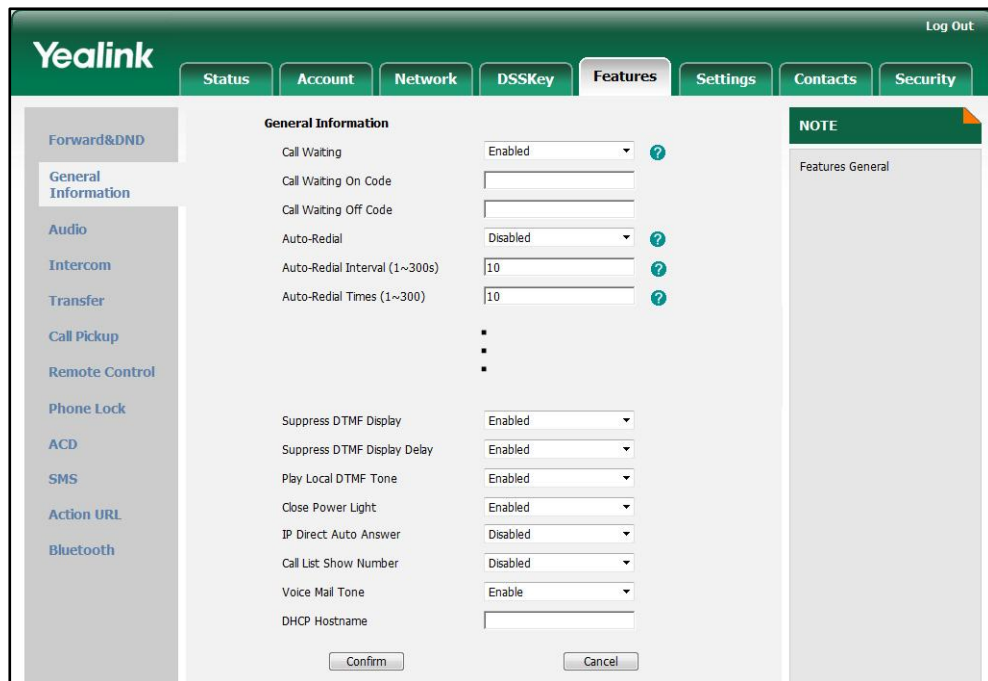 Log Out
Yealink
Status Account Network DSSKey Features Settings Contacts Security
Forward&DND
General
Information
Audio
Intercom
Transfer
Call Pickup
Remote Control
Phone Lock
ACD
SMS
Action URL
Bluetooth
General Information
Call Waiting Enabled ?
Call Waiting On Code
Call Waiting Off Code
Auto-Redial Disabled ?
Auto-Redial Interval (1~300s) 10 ?
Auto-Redial Times (1~300) 10 ?
Suppress DTMF Display Enabled
Suppress DTMF Display Delay Enabled
Play Local DTMF Tone Enabled
Close Power Light Enabled
IP Direct Auto Answer Disabled
Call List Show Number Disabled
Voice Mail Tone Enable
DHCP Hostname
Confirm Cancel
NOTE
Features General